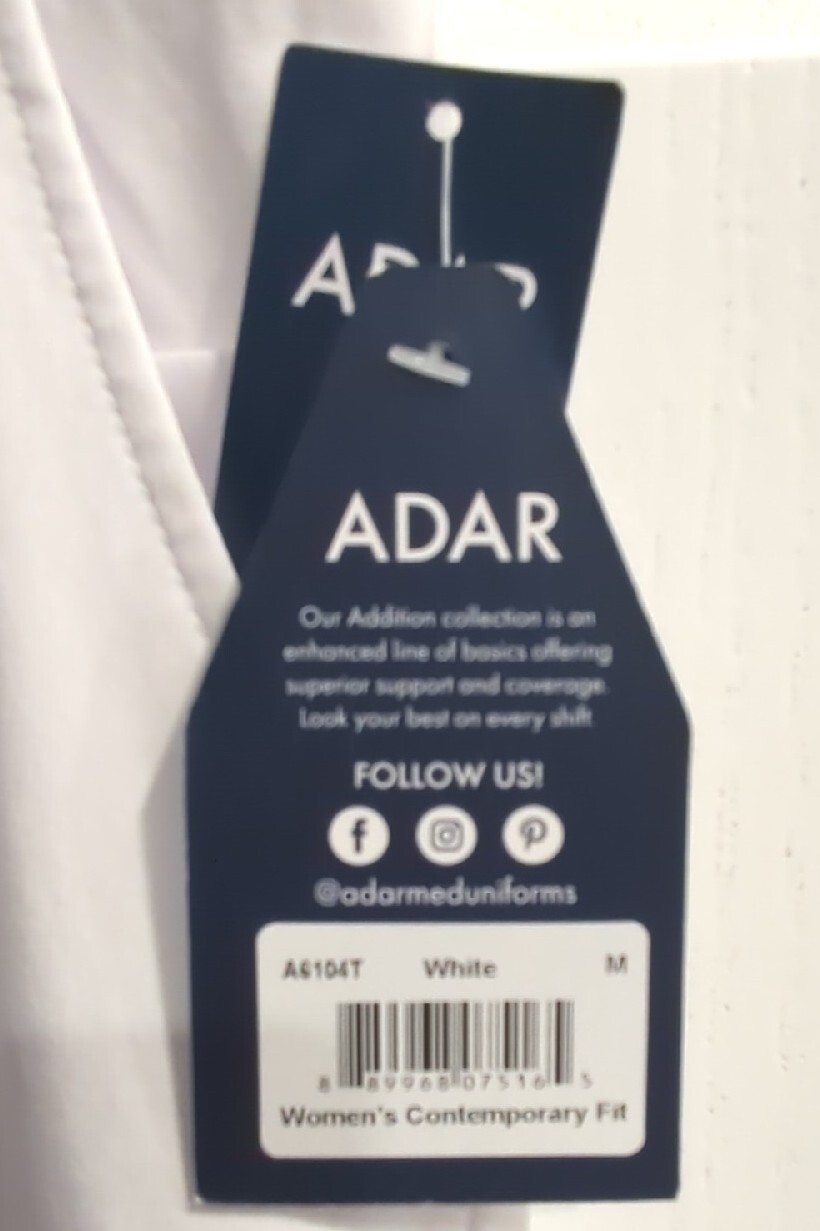 ADAR
Our Addition collection is an
enhanced line of basics offering
superior support and coverage.
Look your best on every shift
FOLLOW US!
@adarmeduniforms
A6104T White M
8 89968 07516 5
Women's Contemporary Fit